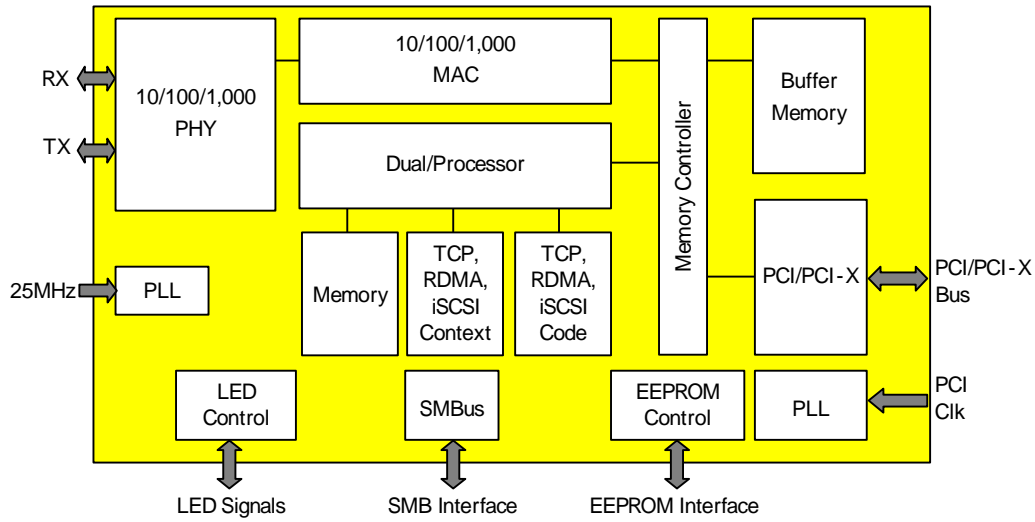 RX
TX
10/100/1,000
PHY
10/100/1,000
MAC
Dual/Processor
Memory Controller
Buffer
Memory
Memory
TCP,
RDMA,
iSCSI
Context
TCP,
RDMA,
iSCSI
Code
PCI/PCI-X
PCI/PCI-X
Bus
25MHz
PLL
LED
Control
SMBus
EEPROM
Control
PLL
PCI
Clk
LED Signals
SMB Interface
EEPROM Interface